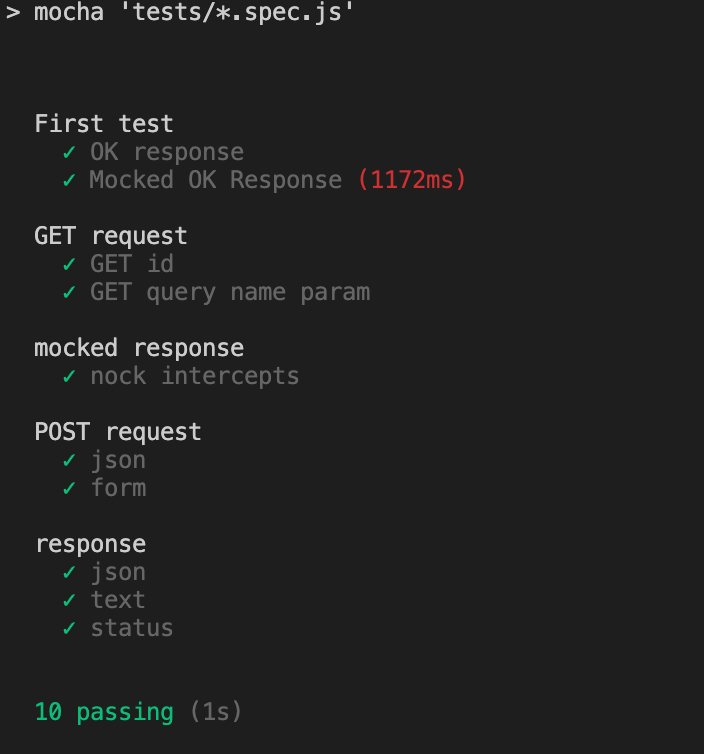 > mocha 'tests/*.spec.js'
First test
✓ OK response
✓ Mocked OK Response (1172ms)
GET request
✓ GET id
✓ GET query name param
mocked response
✓ nock intercepts
POST request
✓ json
✓ form
response
✓ json
✓ text
✓ status
10 passing (1s)